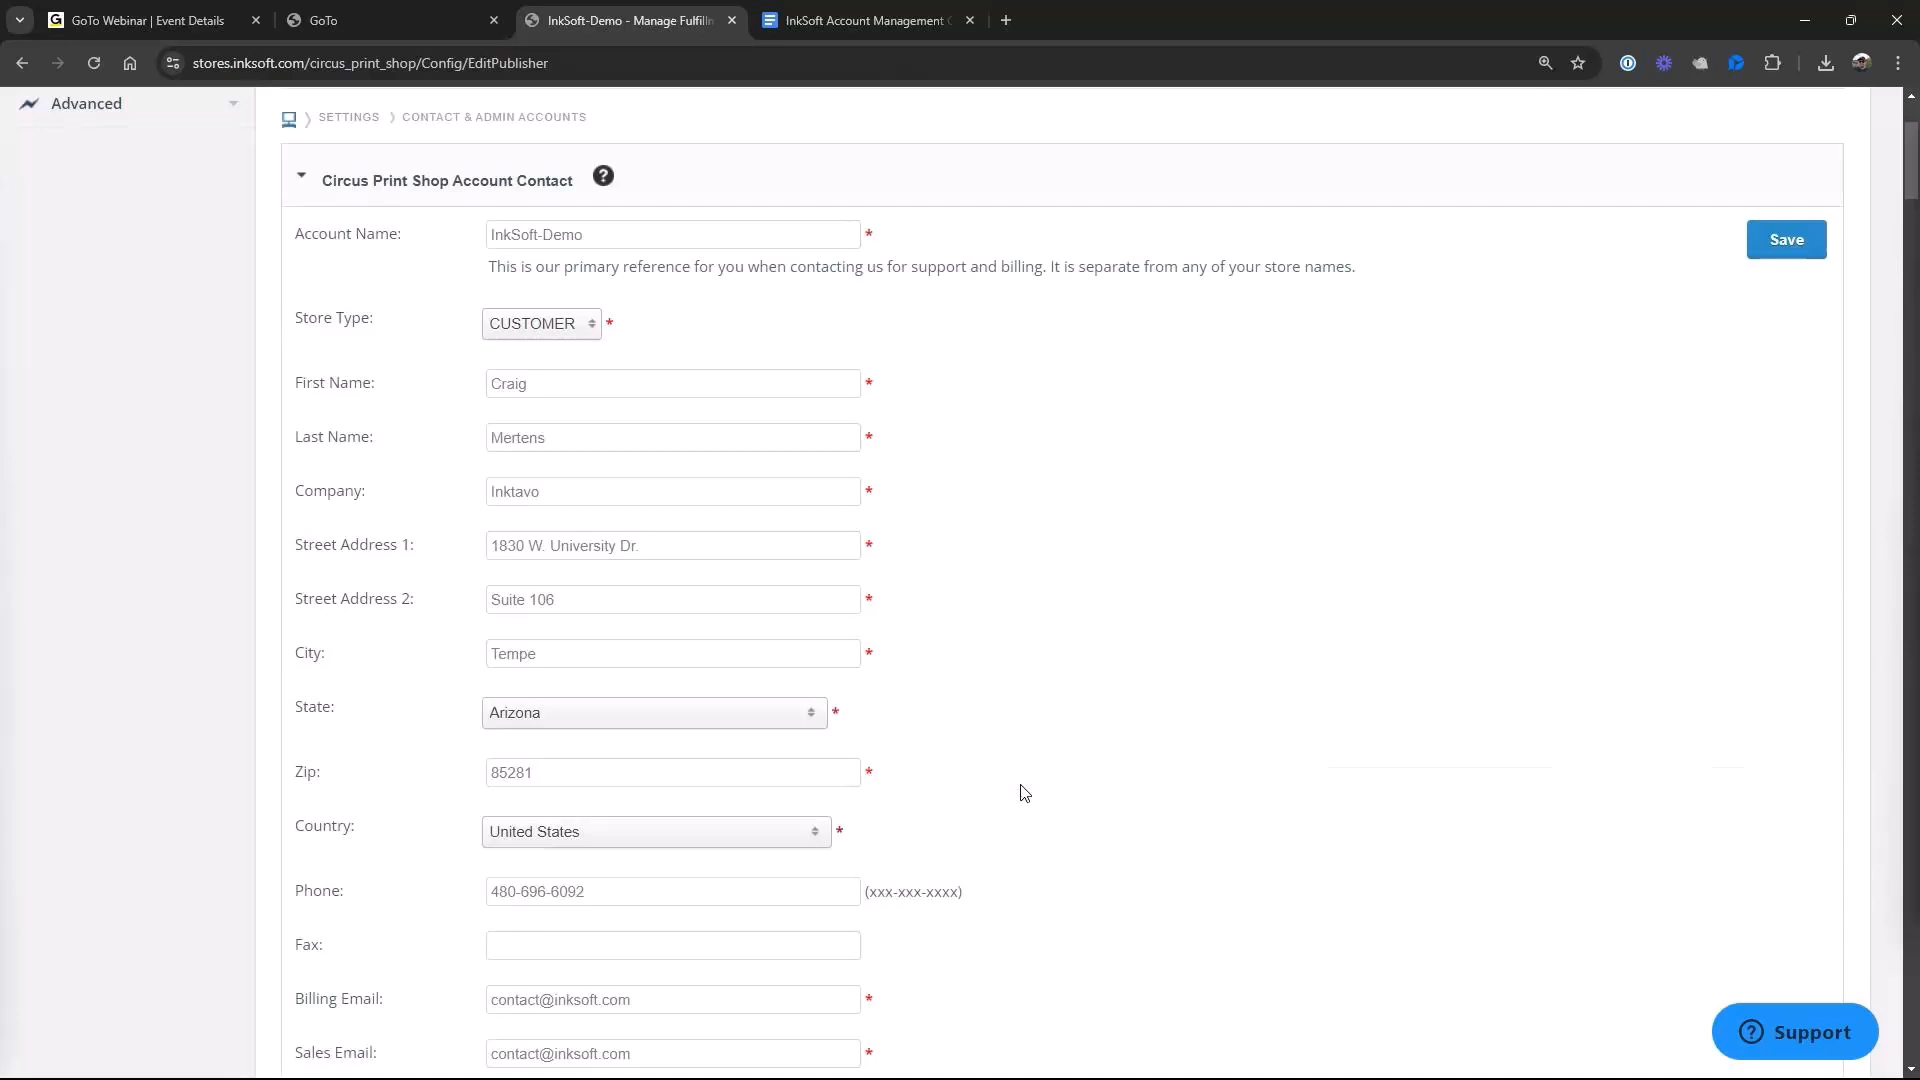 GoTo Webinar | Event Details
GoTo
InkSoft-Demo - Manage Fulfillm
InkSoft Account Management
stores.inksoft.com/circus_print_shop/Config/EditPublisher
Advanced
SETTINGS
CONTACT & ADMIN ACCOUNTS
Circus Print Shop Account Contact
?
Account Name:
InkSoft-Demo
*
Save
This is our primary reference for you when contacting us for support and billing. It is separate from any of your store names.
Store Type:
CUSTOMER
*
First Name:
Craig
*
Last Name:
Mertens
*
Company:
Inktavo
*
Street Address 1:
1830 W. University Dr.
*
Street Address 2:
Suite 106
*
City:
Tempe
*
State:
Arizona
*
Zip:
85281
*
Country:
United States
*
Phone:
480-696-6092
(xxx-xxx-xxxx)
Fax:
Billing Email:
contact@inksoft.com
*
Sales Email:
contact@inksoft.com
*
? Support